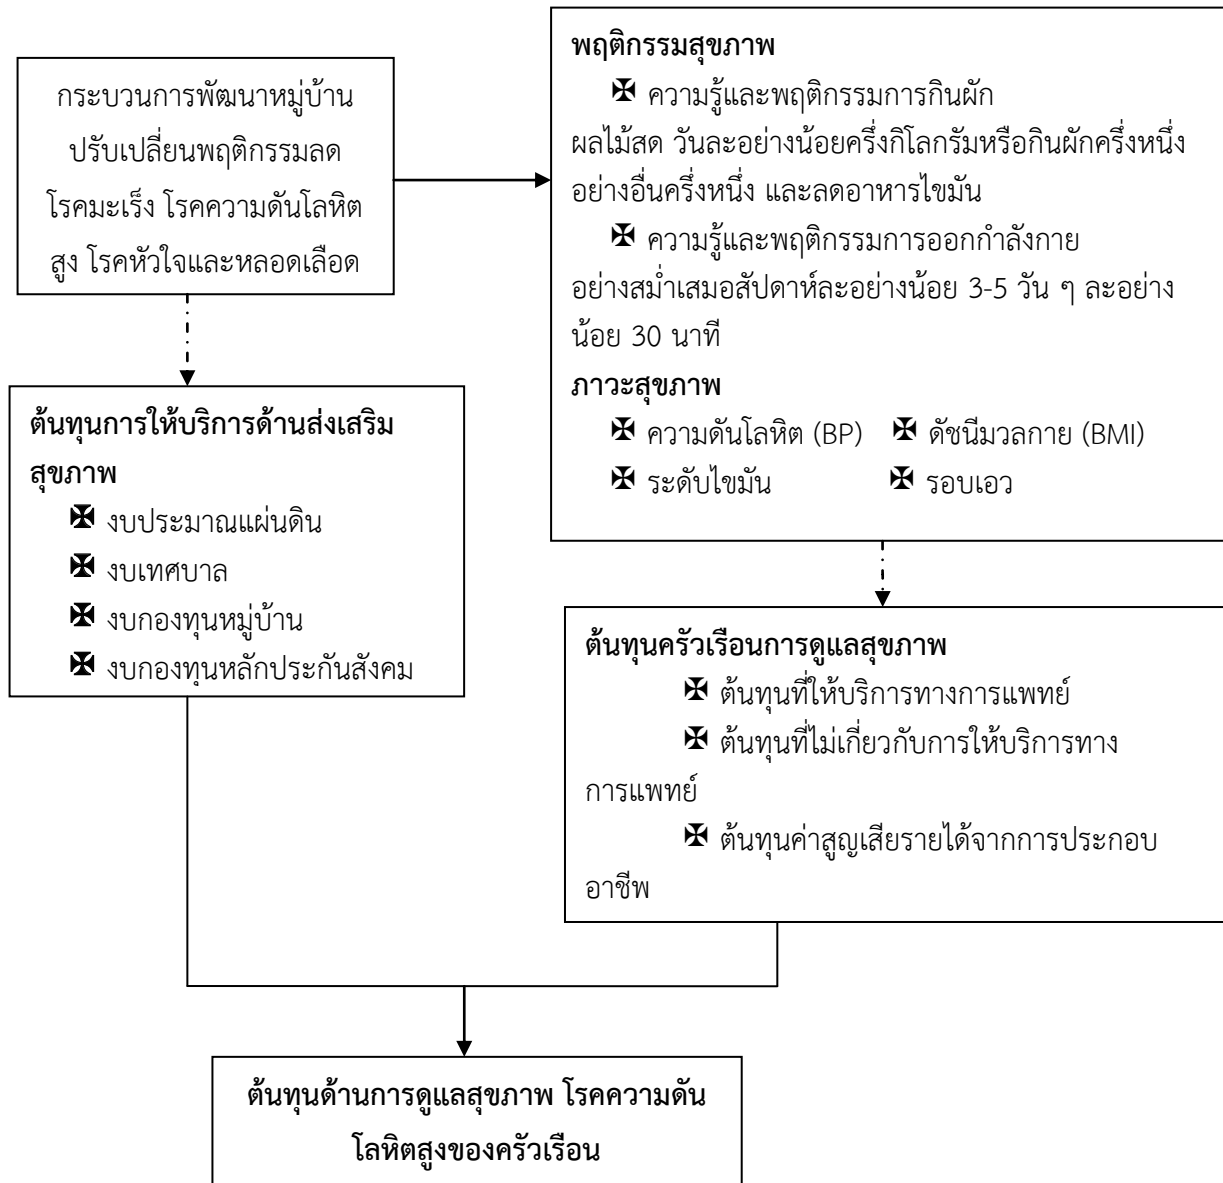 กระบวนการพัฒนาหมู่บ้าน
ปรับเปลี่ยนพฤติกรรมลด
โรคมะเร็ง โรคความดันโลหิต
สูง โรคหัวใจและหลอดเลือด
พฤติกรรมสุขภาพ
✠ ความรู้และพฤติกรรมการกินผัก
ผลไม้สด วันละอย่างน้อยครึ่งกิโลกรัมหรือกินผักครึ่งหนึ่ง
อย่างอื่นครึ่งหนึ่ง และลดอาหารไขมัน
✠ ความรู้และพฤติกรรมการออกกำลังกาย
อย่างสม่ำเสมอสัปดาห์ละอย่างน้อย 3-5 วัน ๆ ละอย่าง
น้อย 30 นาที
ภาวะสุขภาพ
✠ ความดันโลหิต (BP) ✠ ดัชนีมวลกาย (BMI)
✠ ระดับไขมัน ✠ รอบเอว
ต้นทุนการให้บริการด้านส่งเสริม
สุขภาพ
✠ งบประมาณแผ่นดิน
✠ งบเทศบาล
✠ งบกองทุนหมู่บ้าน
✠ งบกองทุนหลักประกันสังคม
ต้นทุนครัวเรือนการดูแลสุขภาพ
✠ ต้นทุนที่ให้บริการทางการแพทย์
✠ ต้นทุนที่ไม่เกี่ยวกับการให้บริการทาง
การแพทย์
✠ ต้นทุนค่าสูญเสียรายได้จากการประกอบ
อาชีพ
ต้นทุนด้านการดูแลสุขภาพ โรคความดัน
โลหิตสูงของครัวเรือน